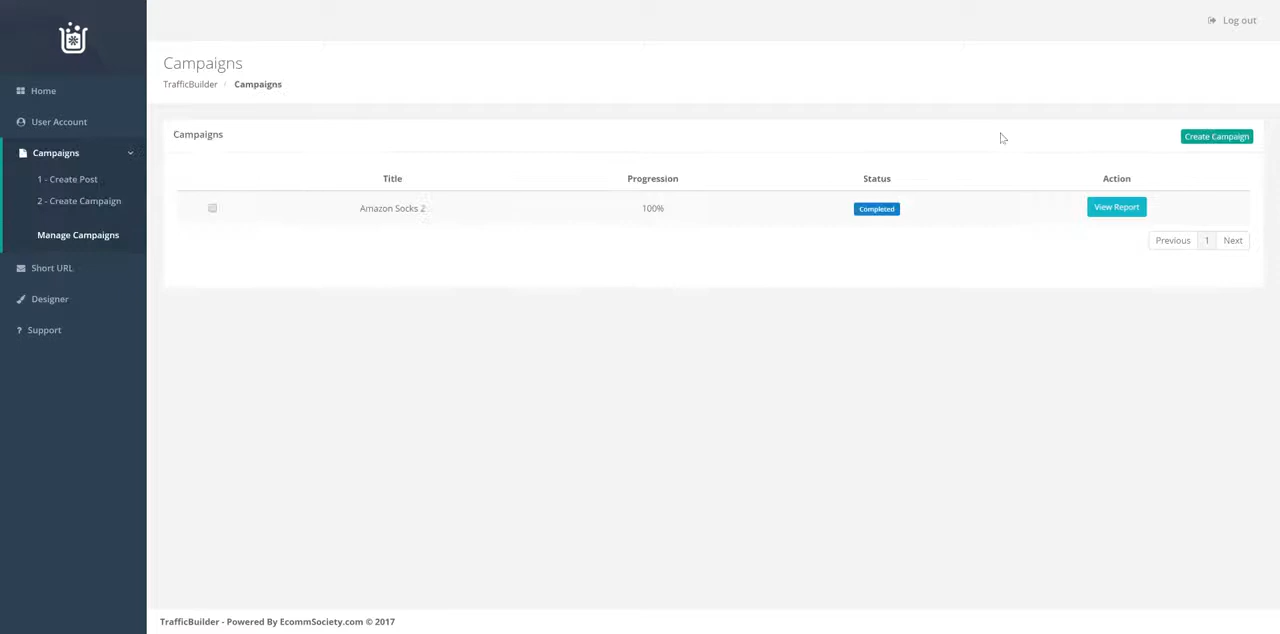 Log out
Campaigns
TrafficBuilder / Campaigns
Home
User Account
Campaigns
1 - Create Post
2 - Create Campaign
Manage Campaigns
Short URL
Designer
? Support
Campaigns
Create Campaign
Title Progression Status Action
Amazon Socks 2 100% Completed View Report
Previous 1 Next
TrafficBuilder - Powered By EcommSociety.com © 2017